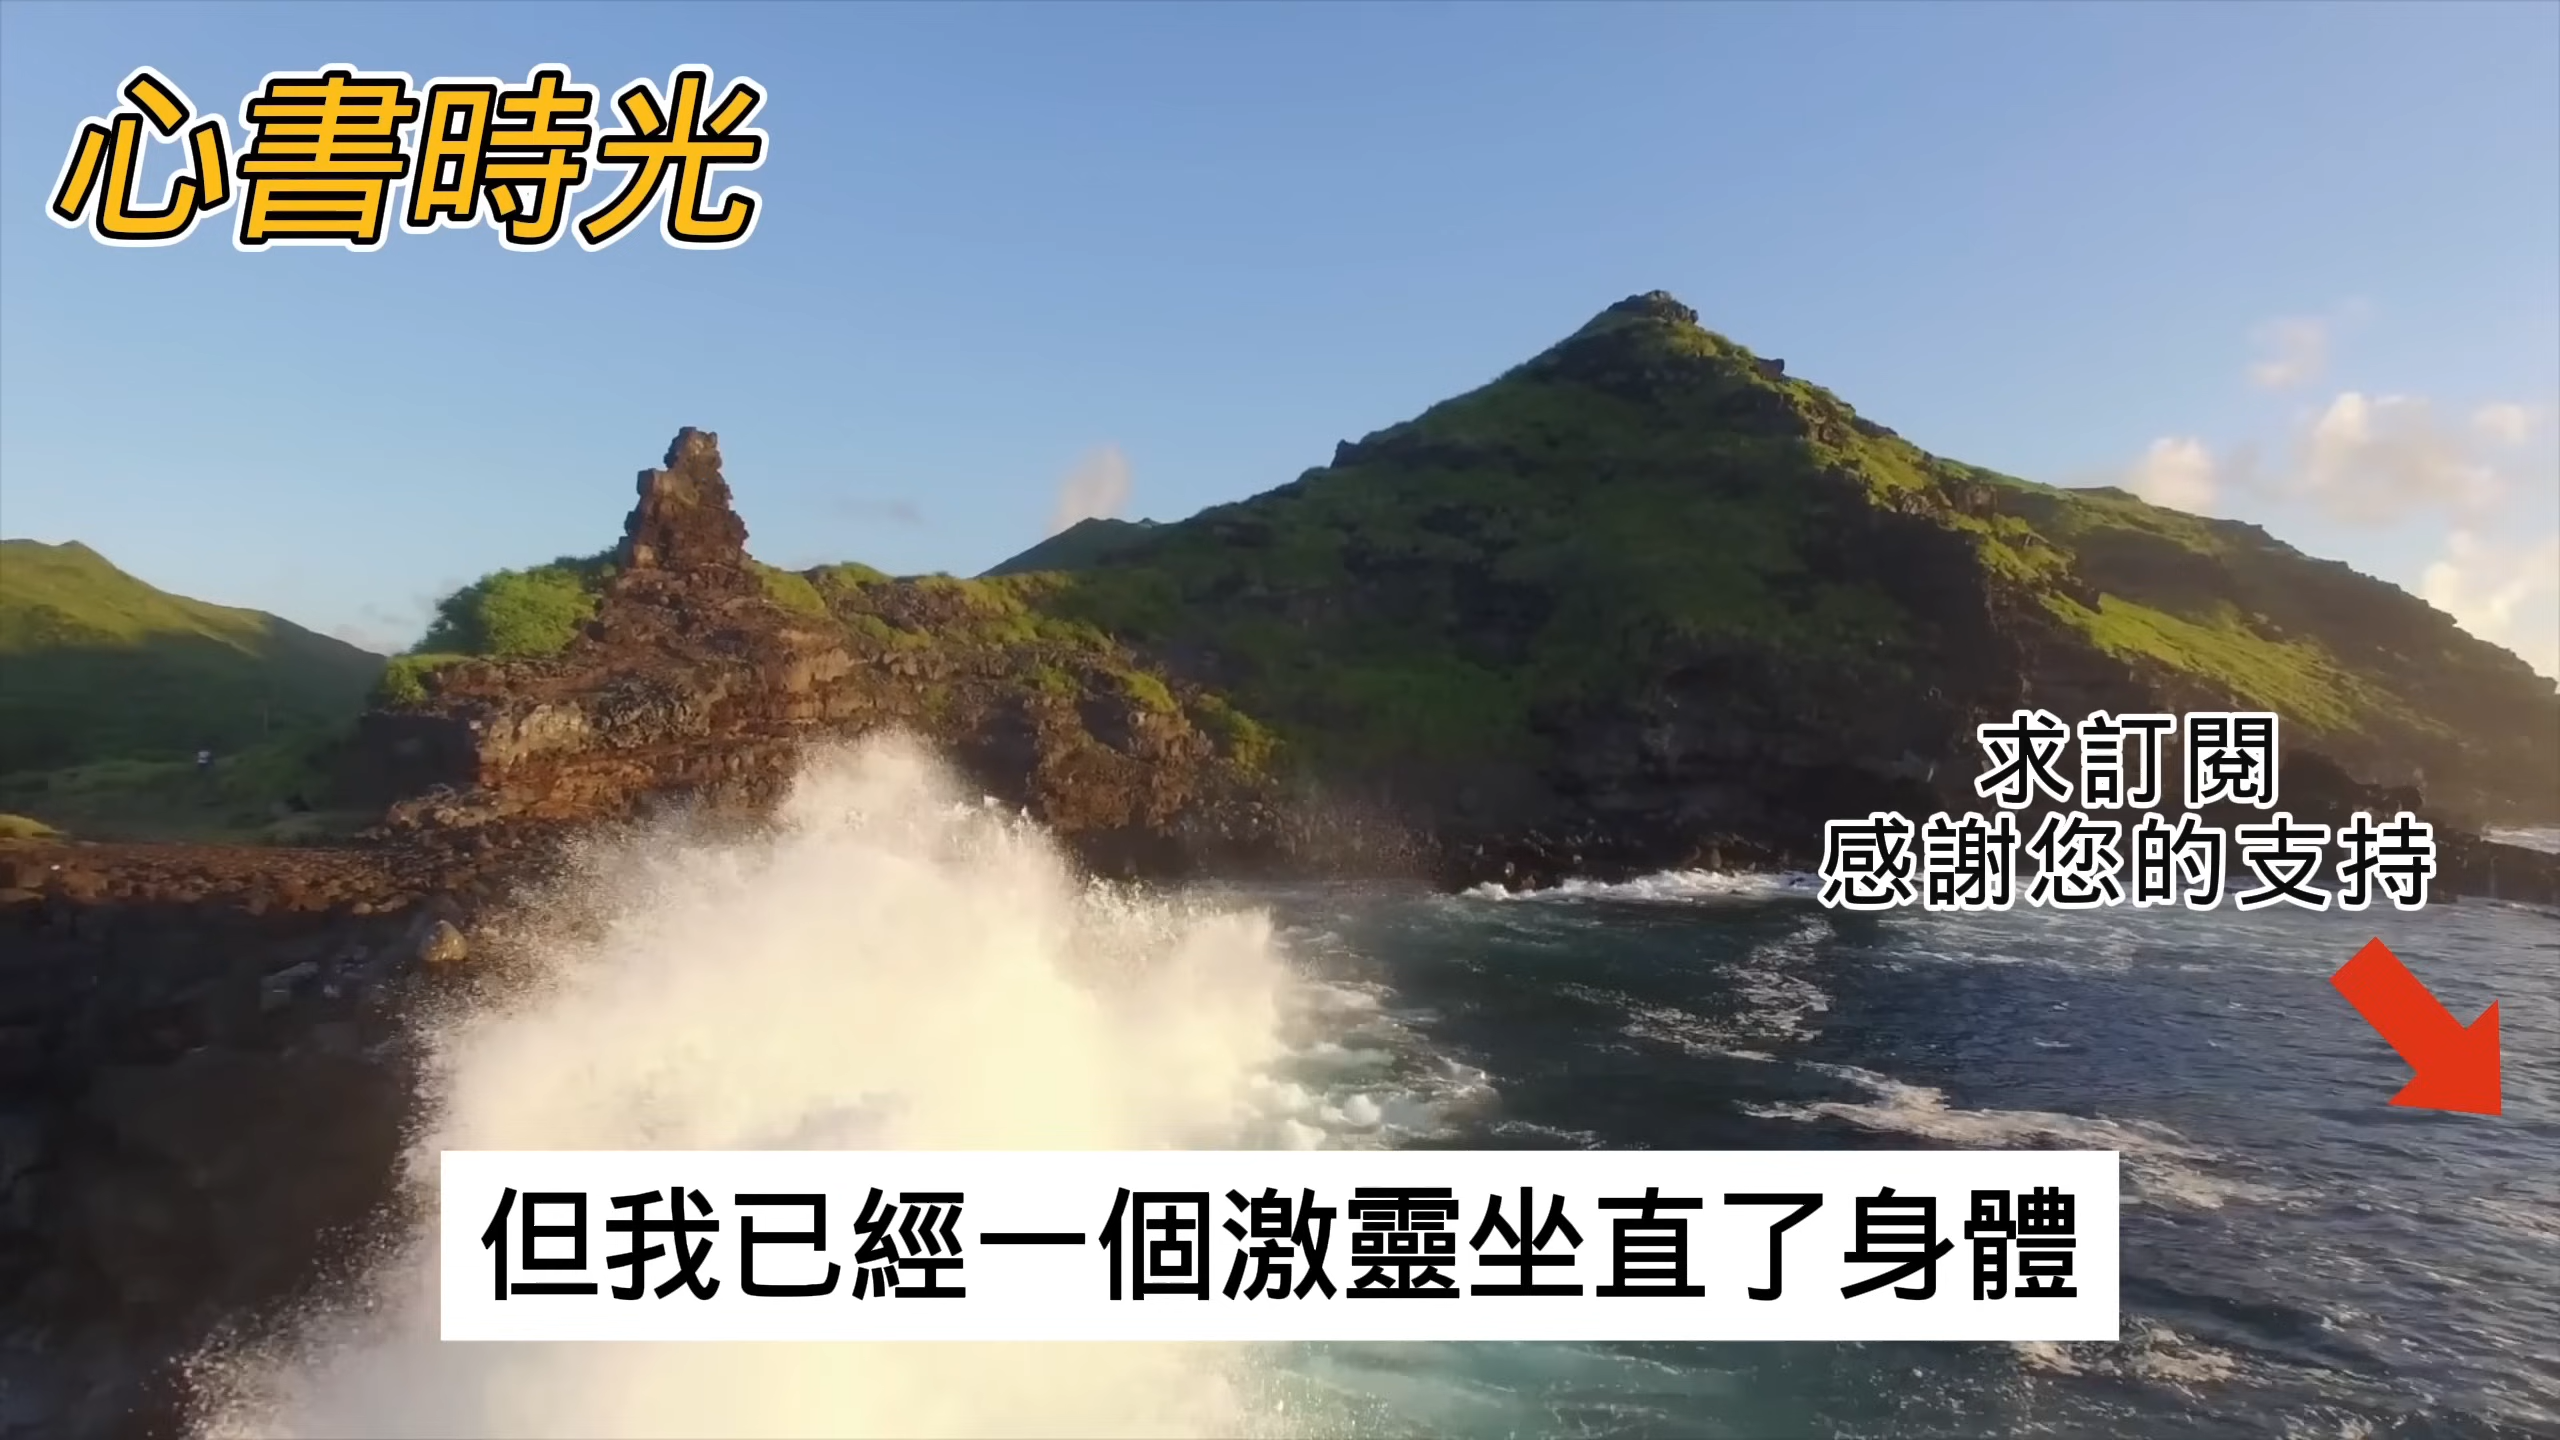 心書時光
求訂閱
感謝您的支持
但我已經一個激靈坐直了身體